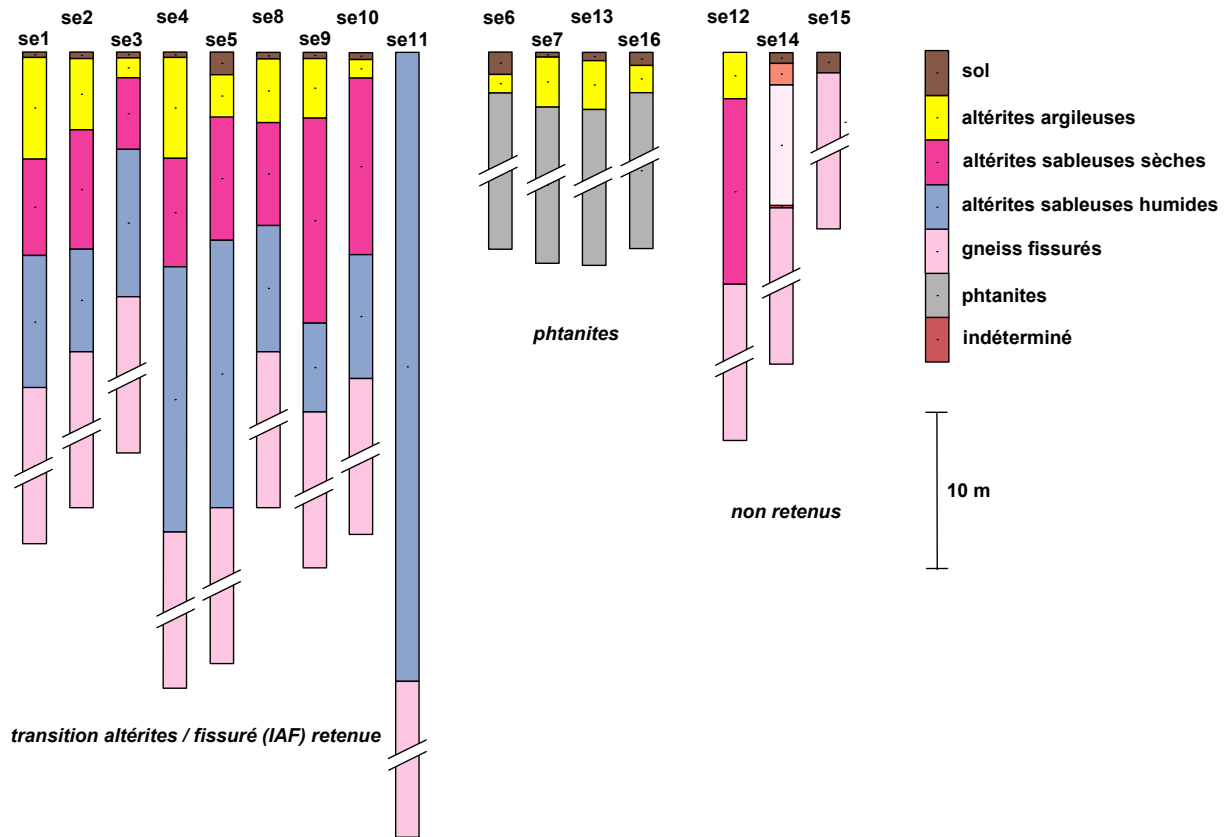 se2
se4
se8
se10
se1
se3
se5
se9
se11
se6
se13
se7
se16
se12
se15
se14
sol
altérites argileuses
altérites sableuses sèches
altérites sableuses humides
gneiss fissurés
phtanites
indéterminé
phtanites
10 m
non retenus
transition altérites / fissuré (IAF) retenue